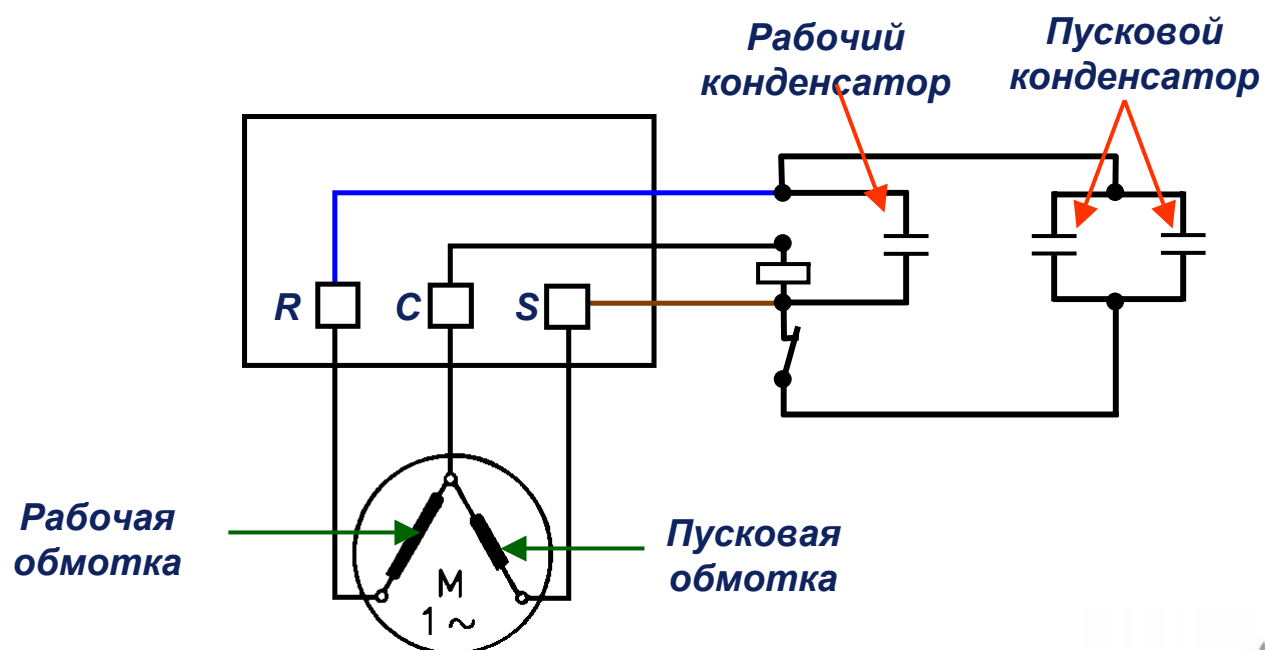 Рабочий
конденсатор
Пусковой
конденсатор
R C S
Рабочая
обмотка
Пусковая
обмотка
M
1 ~